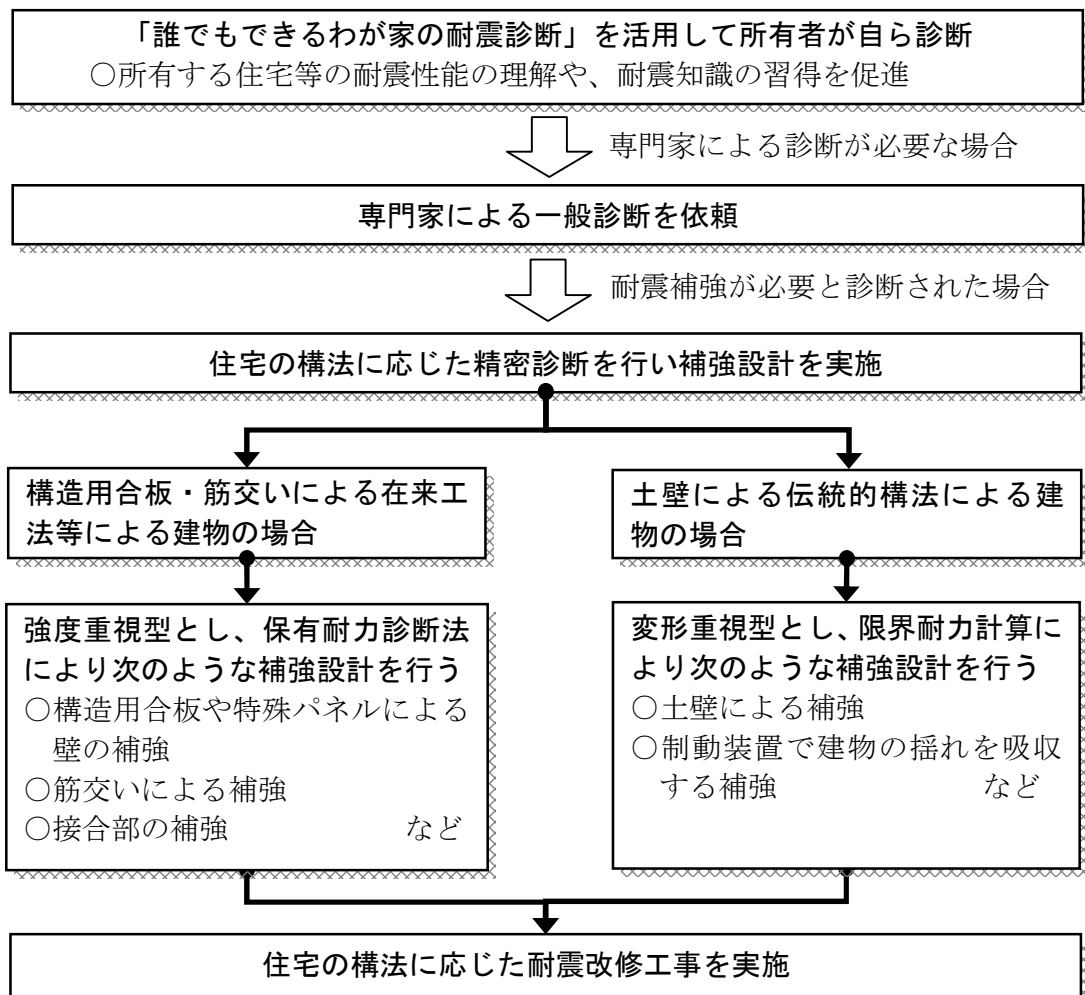 「誰でもできるわが家の耐震診断」を活用して所有者が自ら診断
○所有する住宅等の耐震性能の理解や、耐震知識の習得を促進
専門家による診断が必要な場合
専門家による一般診断を依頼
耐震補強が必要と診断された場合
住宅の構法に応じた精密診断を行い補強設計を実施
構造用合板・筋交いによる在来工
法等による建物の場合
土壁による伝統的構法による建
物の場合
強度重視型とし、保有耐力診断法
により次のような補強設計を行う
○構造用合板や特殊パネルによる
壁の補強
○筋交いによる補強
○接合部の補強 など
変形重視型とし、限界耐力計算に
より次のような補強設計を行う
○土壁による補強
○制動装置で建物の揺れを吸収
する補強 など
住宅の構法に応じた耐震改修工事を実施